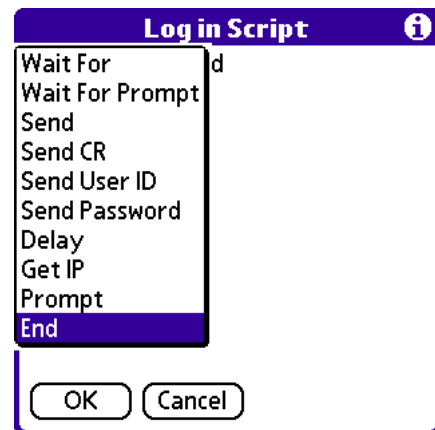 Log in Script
Wait For
d
Wait For Prompt
Send
Send CR
Send User ID
Send Password
Delay
Get IP
Prompt
End
OK
Cancel